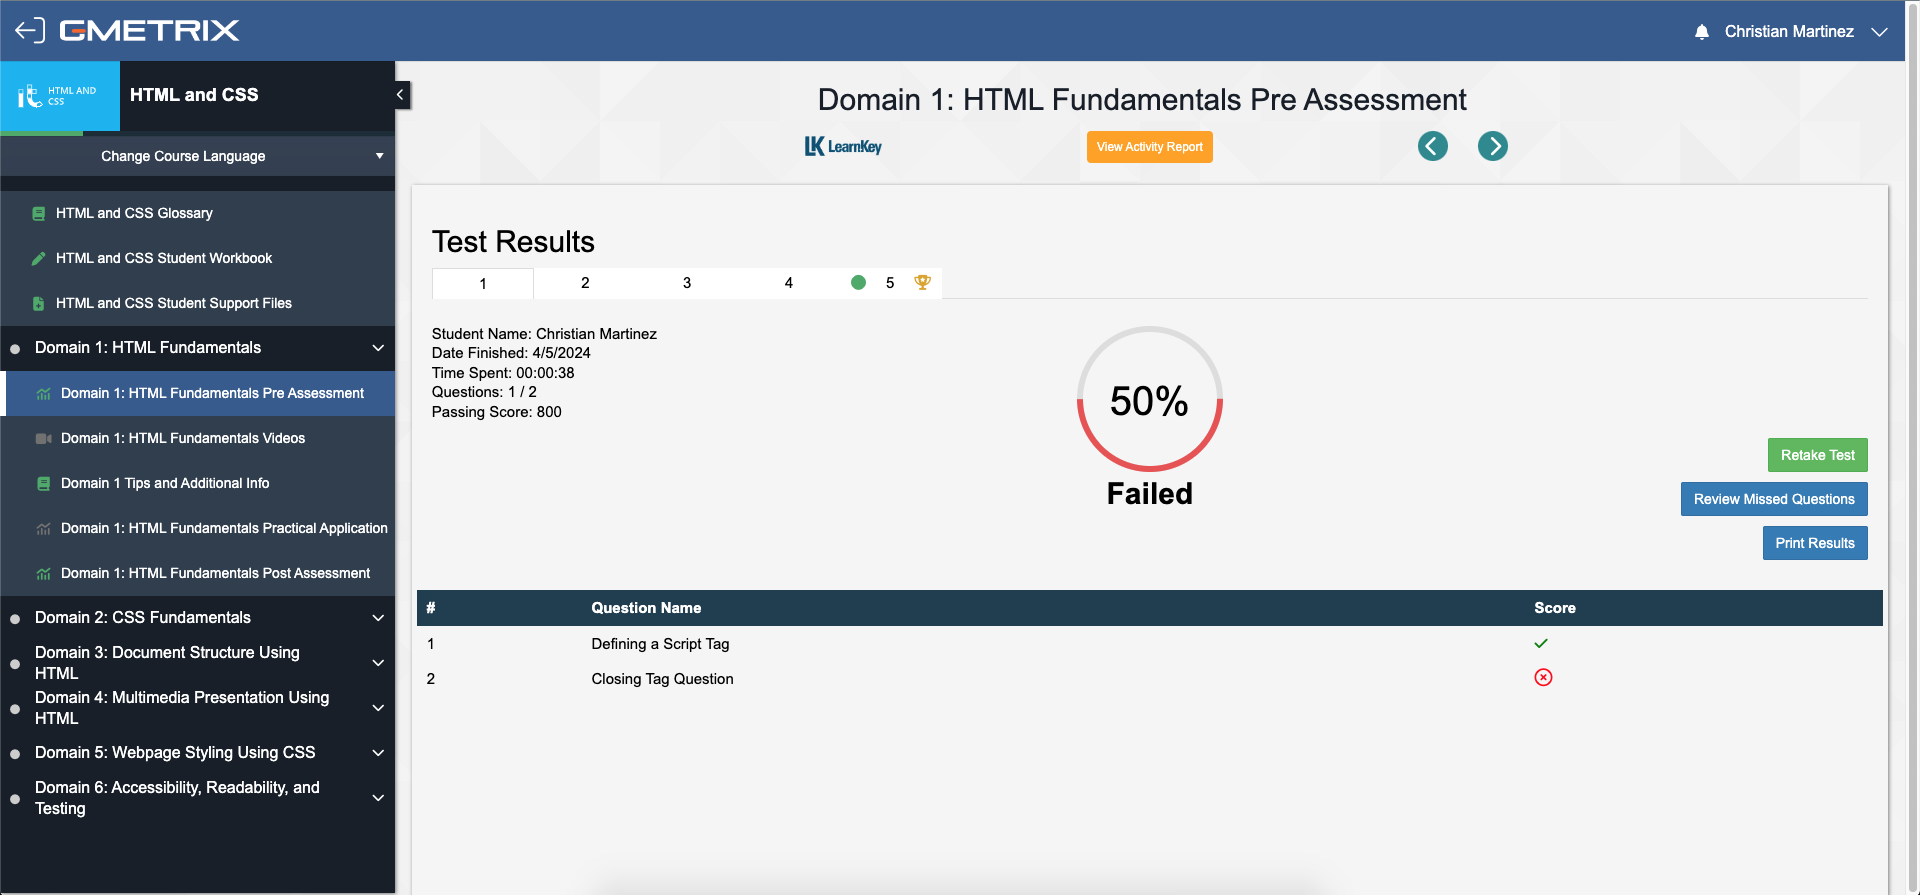 GMETRIX
Christian Martinez
HTML AND
CSS
HTML and CSS
Change Course Language
HTML and CSS Glossary
HTML and CSS Student Workbook
HTML and CSS Student Support Files
Domain 1: HTML Fundamentals
Domain 1: HTML Fundamentals Pre Assessment
Domain 1: HTML Fundamentals Videos
Domain 1 Tips and Additional Info
Domain 1: HTML Fundamentals Practical Application
Domain 1: HTML Fundamentals Post Assessment
Domain 2: CSS Fundamentals
Domain 3: Document Structure Using
HTML
Domain 4: Multimedia Presentation Using
HTML
Domain 5: Webpage Styling Using CSS
Domain 6: Accessibility, Readability, and
Testing
Domain 1: HTML Fundamentals Pre Assessment
LK LearnKey
View Activity Report
Test Results
1 2 3 4 5
Student Name: Christian Martinez
Date Finished: 4/5/2024
Time Spent: 00:00:38
Questions: 1 / 2
Passing Score: 800
50%
Failed
Retake Test
Review Missed Questions
Print Results
# Question Name Score
1 Defining a Script Tag
2 Closing Tag Question